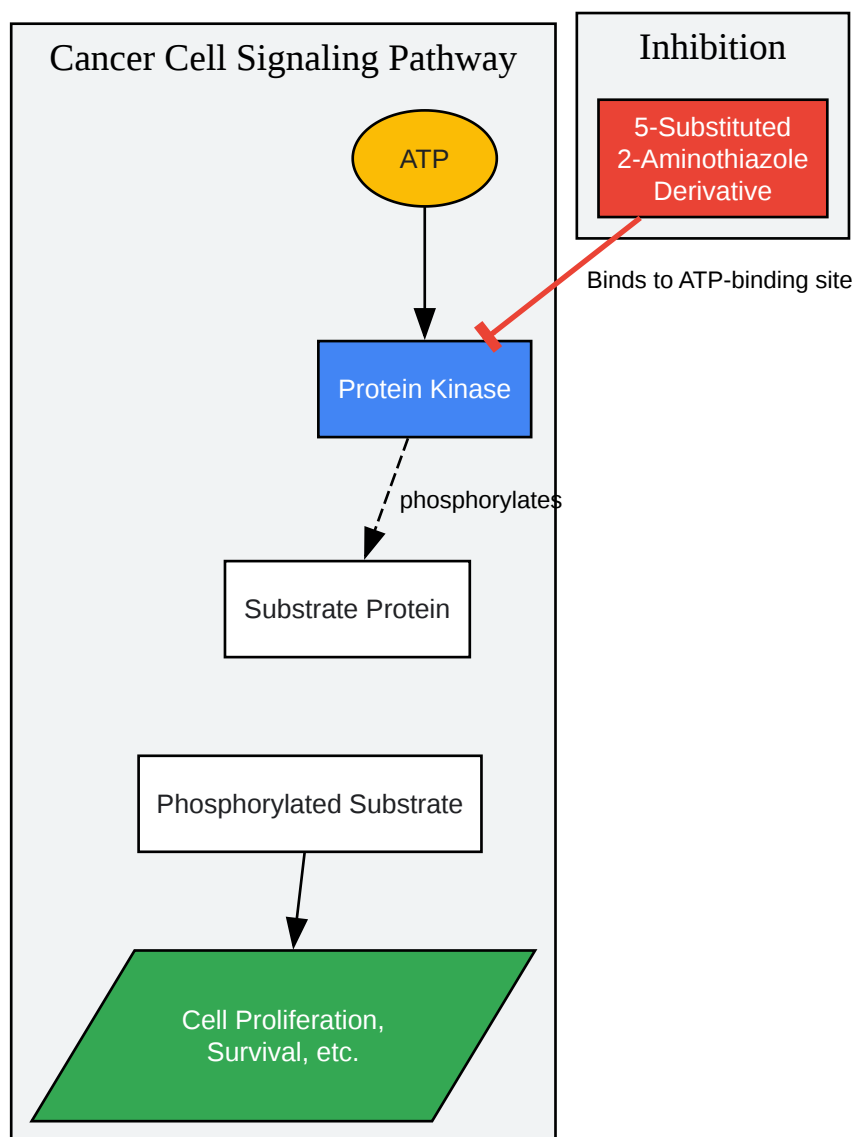 Cancer Cell Signaling Pathway
Inhibition
ATP
5-Substituted
2-Aminothiazole
Derivative
Binds to ATP-binding site
Protein Kinase
phosphorylates
Substrate Protein
Phosphorylated Substrate
Cell Proliferation,
Survival, etc.